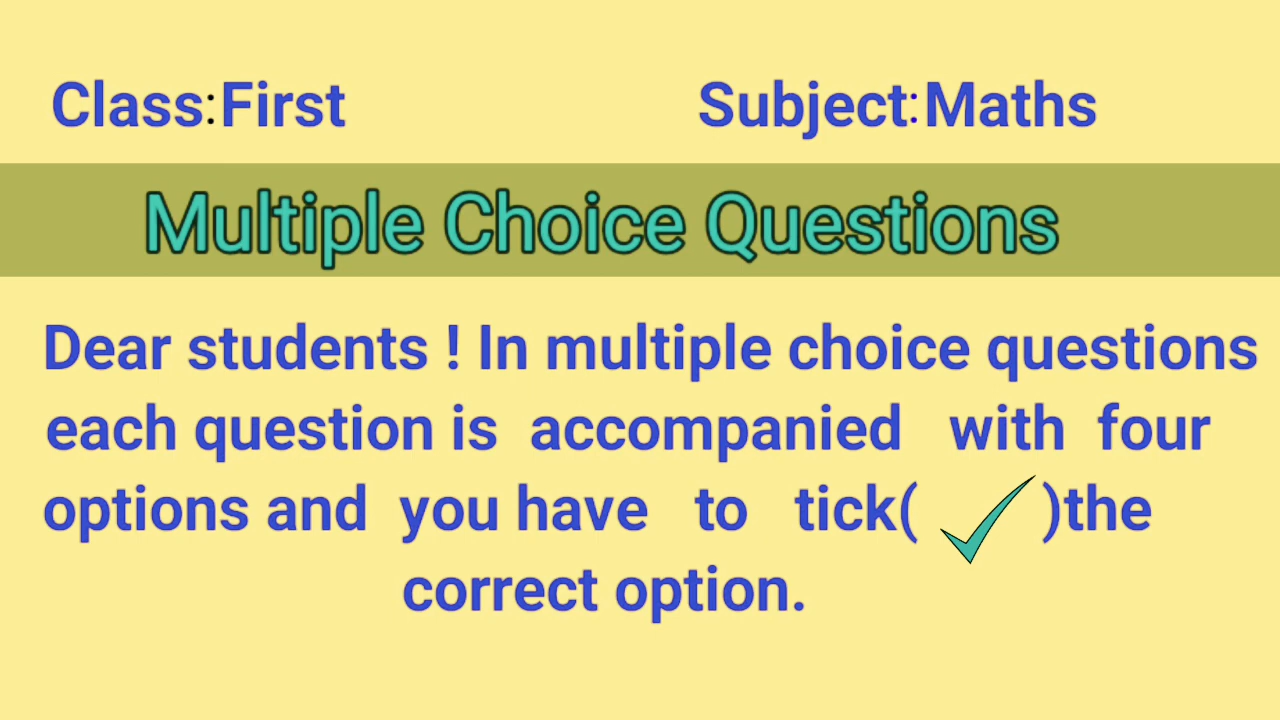 Class:First Subject:Maths
Multiple Choice Questions
Dear students ! In multiple choice questions
each question is accompanied with four
options and you have to tick( ✓ )the
correct option.